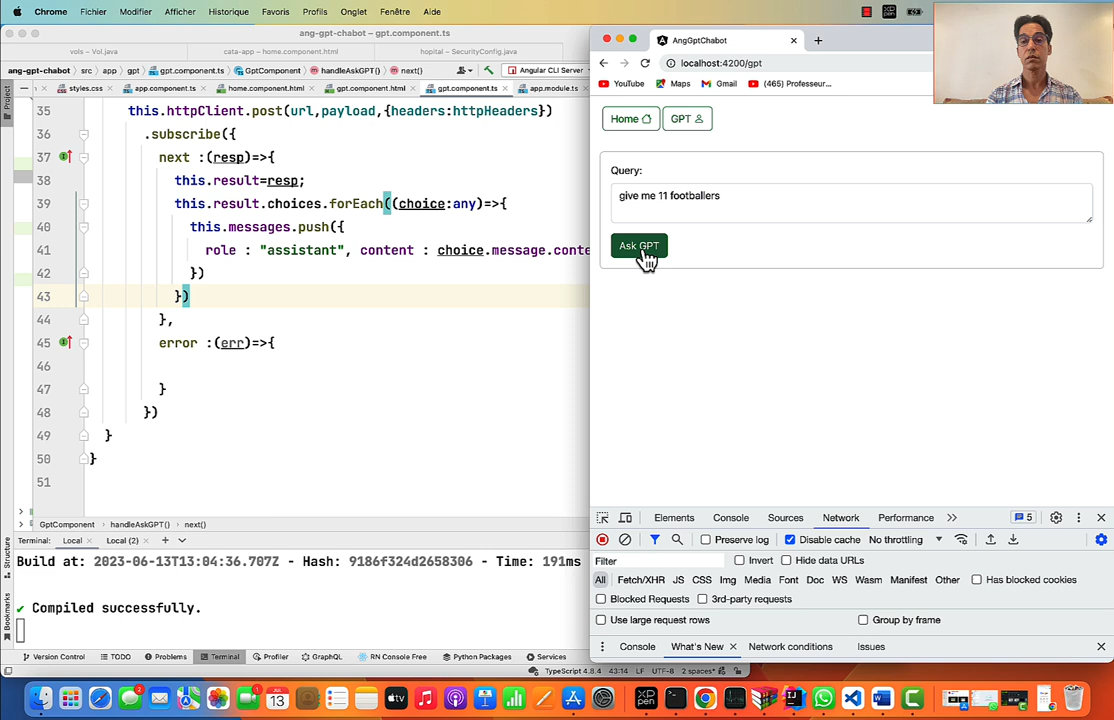 Chrome Fichier Modifier Afficher Historique Favoris Profils Onglet Fenêtre Aide
ang-gpt-chabot – gpt.component.ts
vols – Vol.java cata-app – home.component.html hopital – SecurityConfig.java
ang-gpt-chabot src app gpt gpt.component.ts GptComponent handleAskGPT() next() Angular CLI Server
styles.css app.component.ts home.component.html gpt.component.html gpt.component.ts app.module.ts
Project
35 this.httpClient.post(url,payload,{headers:httpHeaders})
36 .subscribe({
37 next :(resp)=>{
38 this.result=resp;
39 this.result.choices.forEach((choice:any)=>{
40 this.messages.push({
41 role : "assistant", content : choice.message.conte
42 })
43 })
44 },
45 error :(err)=>{
46
47 }
48 })
49 }
50 }
51
GptComponent handleAskGPT() next()
Terminal: Local Local (2)
Build at: 2023-06-13T13:04:36.707Z - Hash: 9186f324d2658306 - Time: 191ms
✔ Compiled successfully.
Structure
Bookmarks
Version Control TODO Problems Terminal Profiler GraphQL RN Console Free Python Packages Services
TypeScript 4.8.4 43:14 LF UTF-8 2 spaces*
AngGptChabot
localhost:4200/gpt
YouTube Maps Gmail (465) Professeur...
Home GPT
Query:
give me 11 footballers
Ask GPT
Elements Console Sources Network Performance 5
Preserve log Disable cache No throttling
Filter Invert Hide data URLs
All Fetch/XHR JS CSS Img Media Font Doc WS Wasm Manifest Other Has blocked cookies
Blocked Requests 3rd-party requests
Use large request rows Group by frame
Console What's New Network conditions Issues